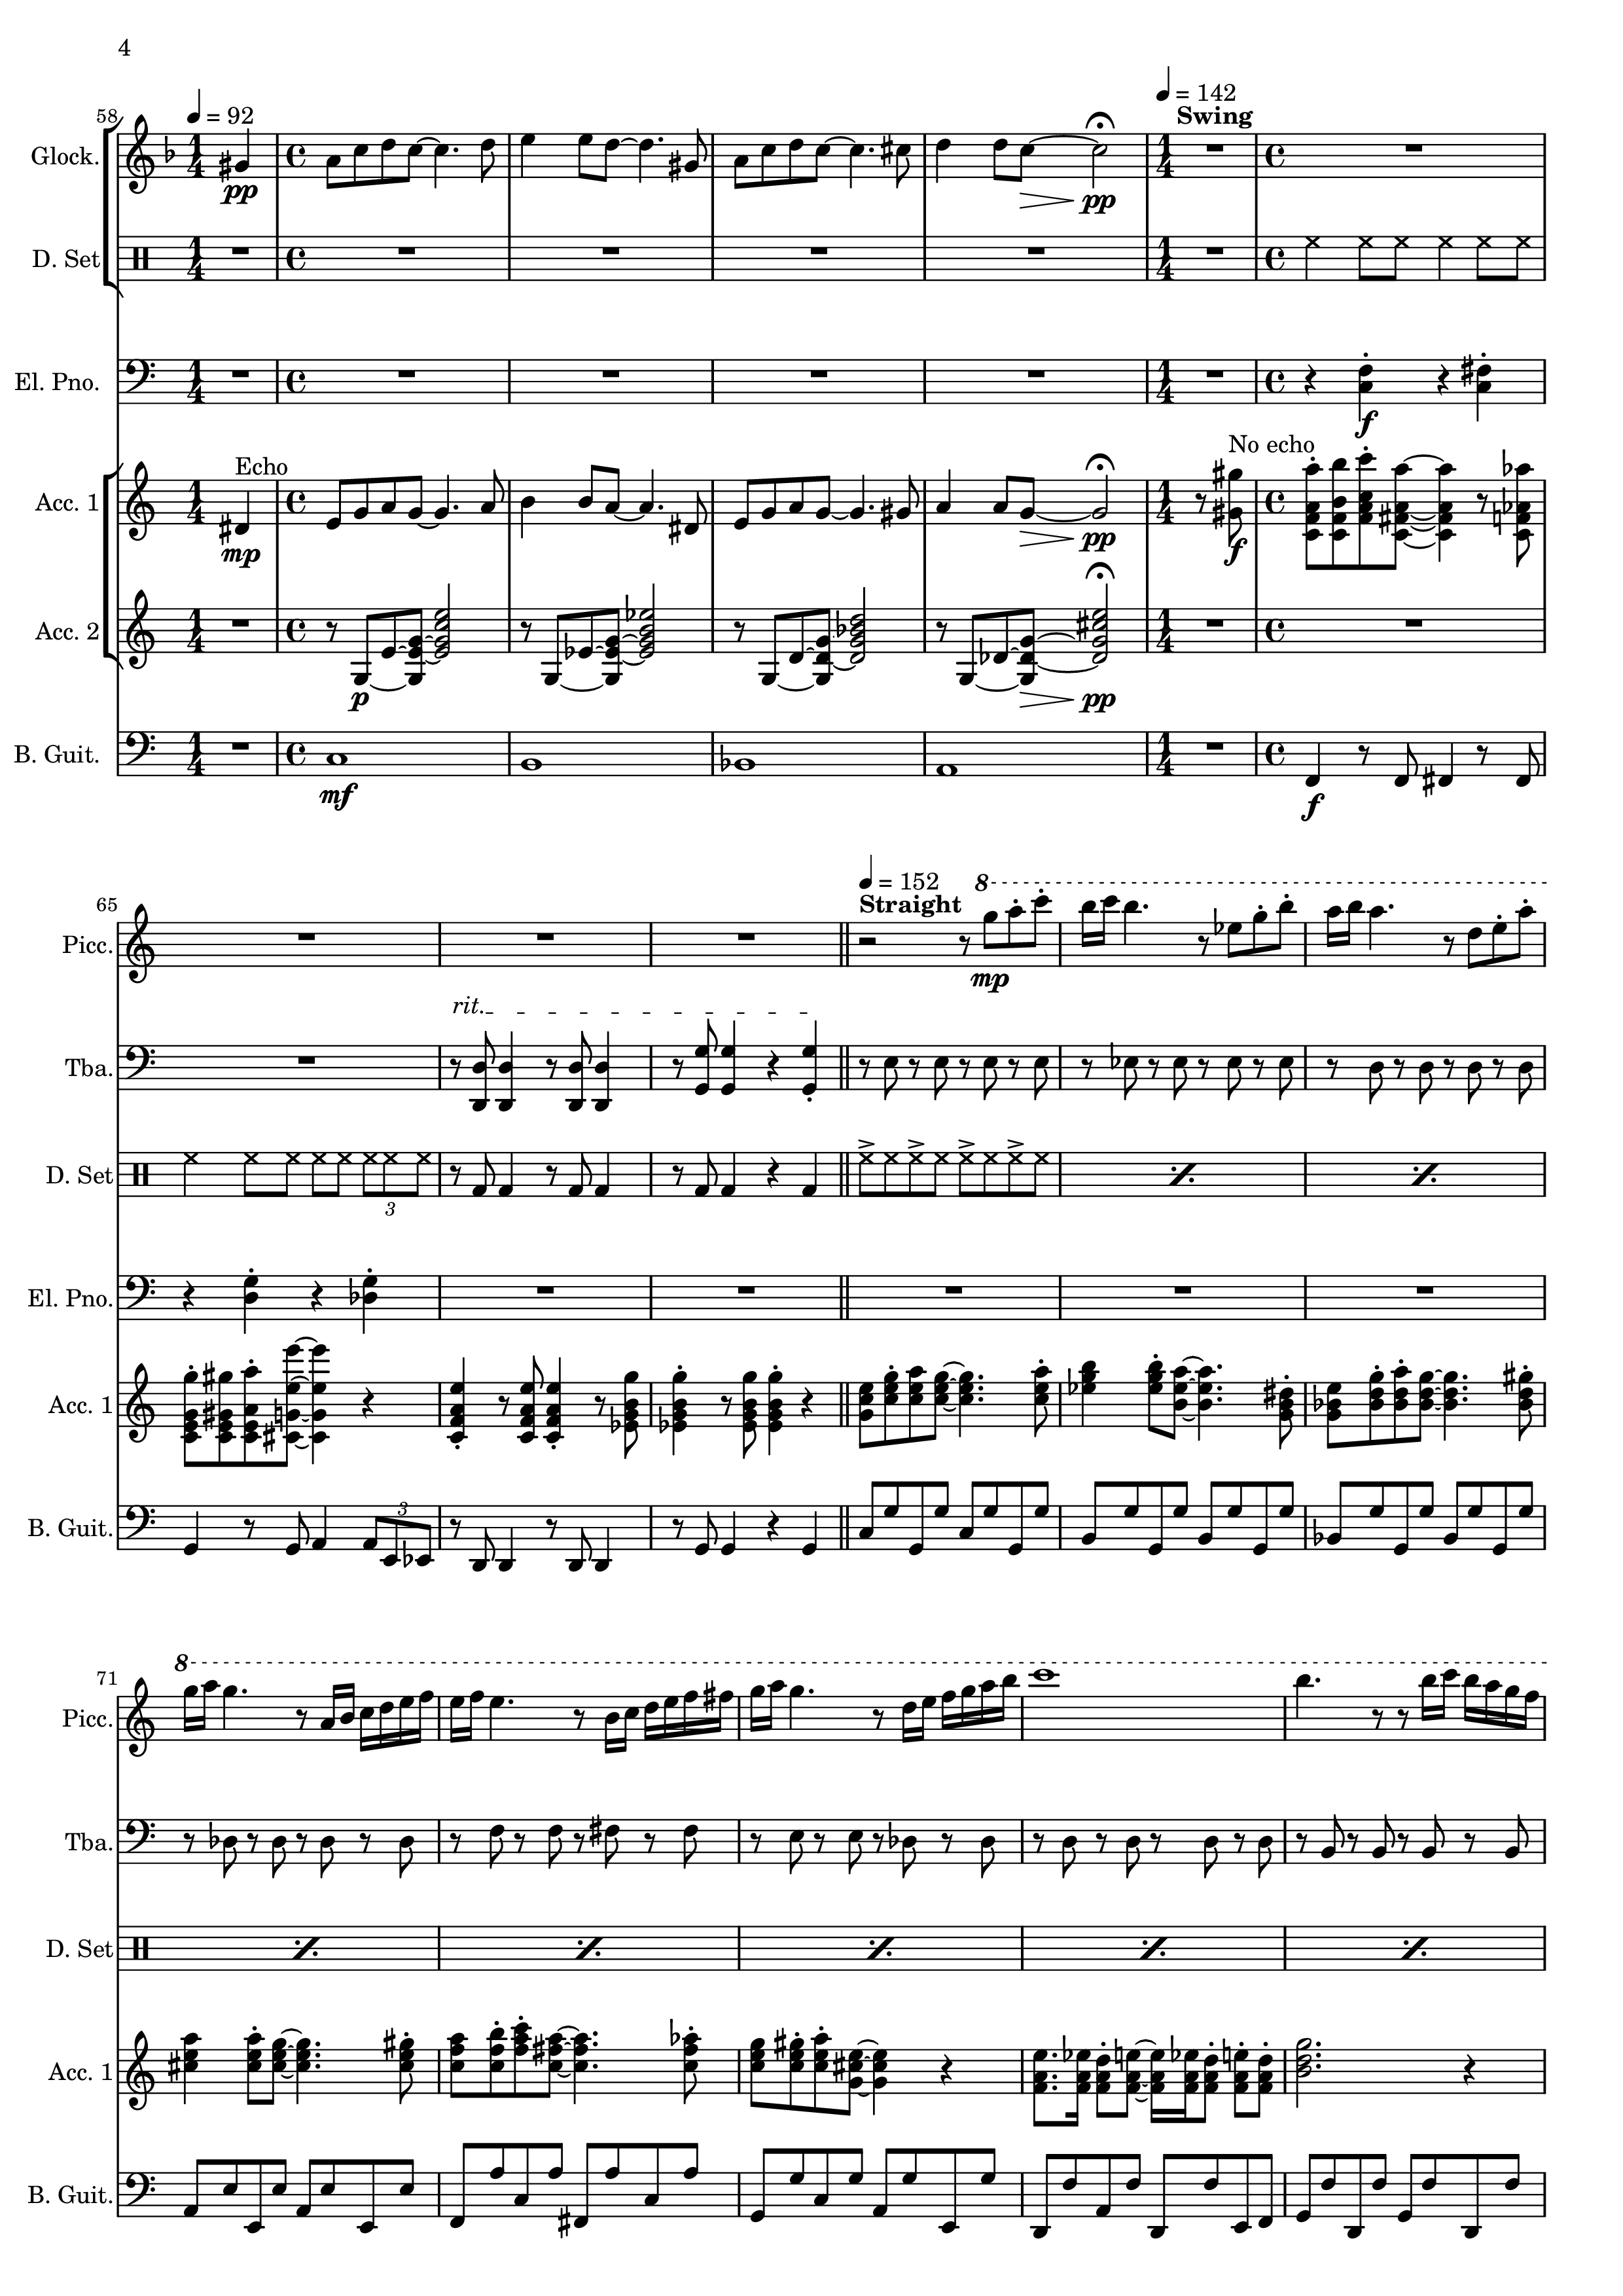 4
58
♩ = 92
♩ = 142
Swing
Glock.
pp
pp
D. Set
El. Pno.
f
Echo
No echo
Acc. 1
mp
pp
f
Acc. 2
p
pp
B. Guit.
mf
f
65
♩ = 152
Straight
8
Picc.
mp
rit.
Tba.
D. Set
3
El. Pno.
Acc. 1
3
B. Guit.
71
8
Picc.
Tba.
D. Set
Acc. 1
B. Guit.